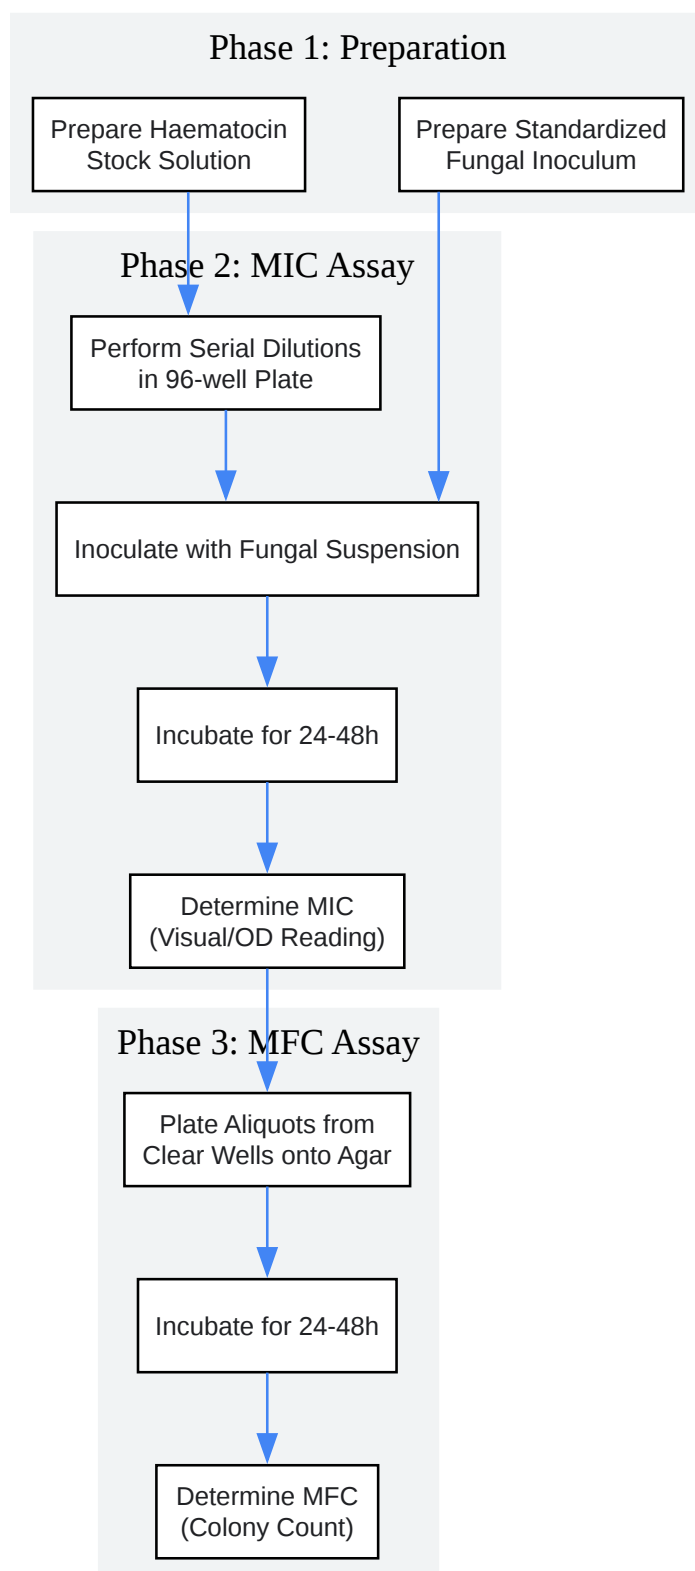 Phase 1: Preparation
Prepare Haematocin
Stock Solution
Prepare Standardized
Fungal Inoculum
Phase 2: MIC Assay
Perform Serial Dilutions
in 96-well Plate
Inoculate with Fungal Suspension
Incubate for 24-48h
Determine MIC
(Visual/OD Reading)
Phase 3: MFC Assay
Plate Aliquots from
Clear Wells onto Agar
Incubate for 24-48h
Determine MFC
(Colony Count)